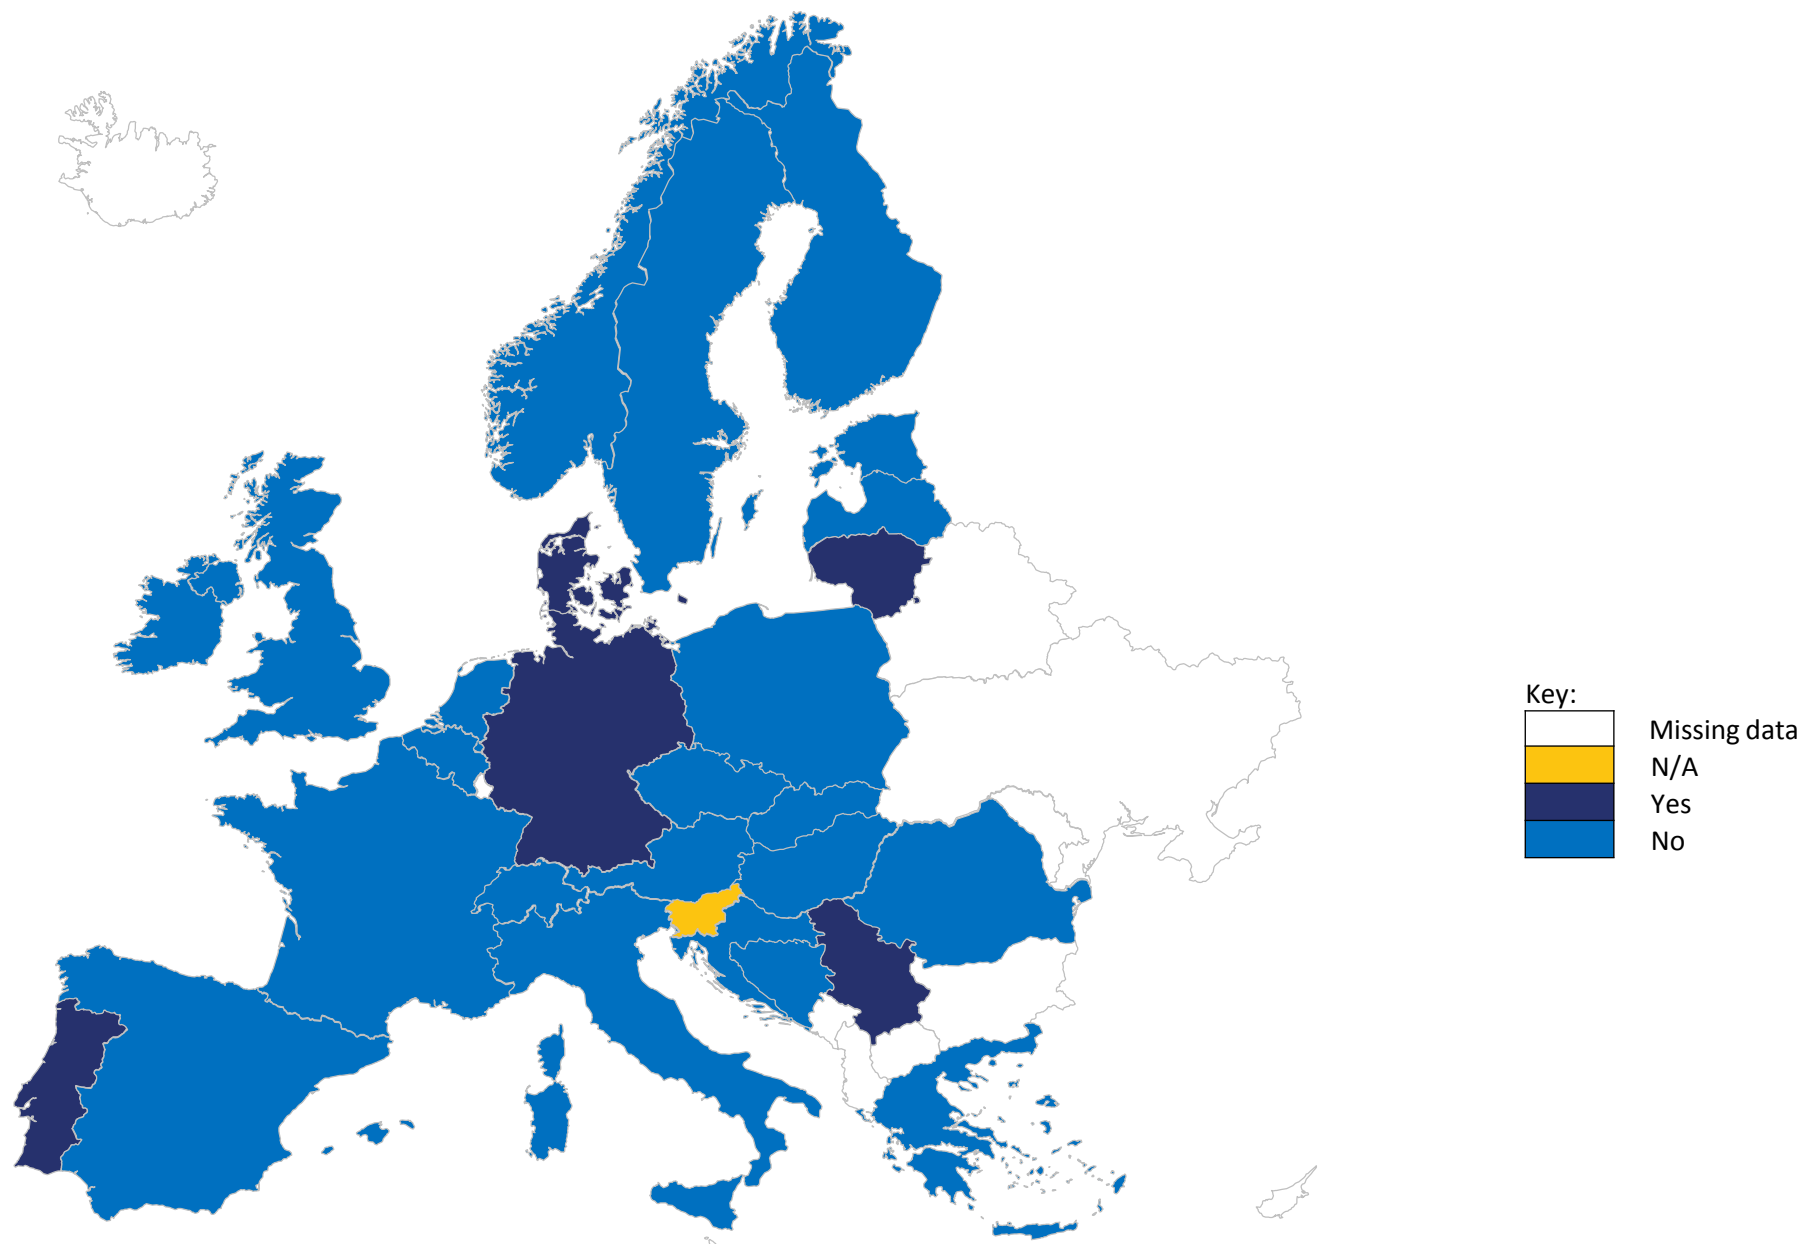 Key:
Missing data
N/A
Yes
No